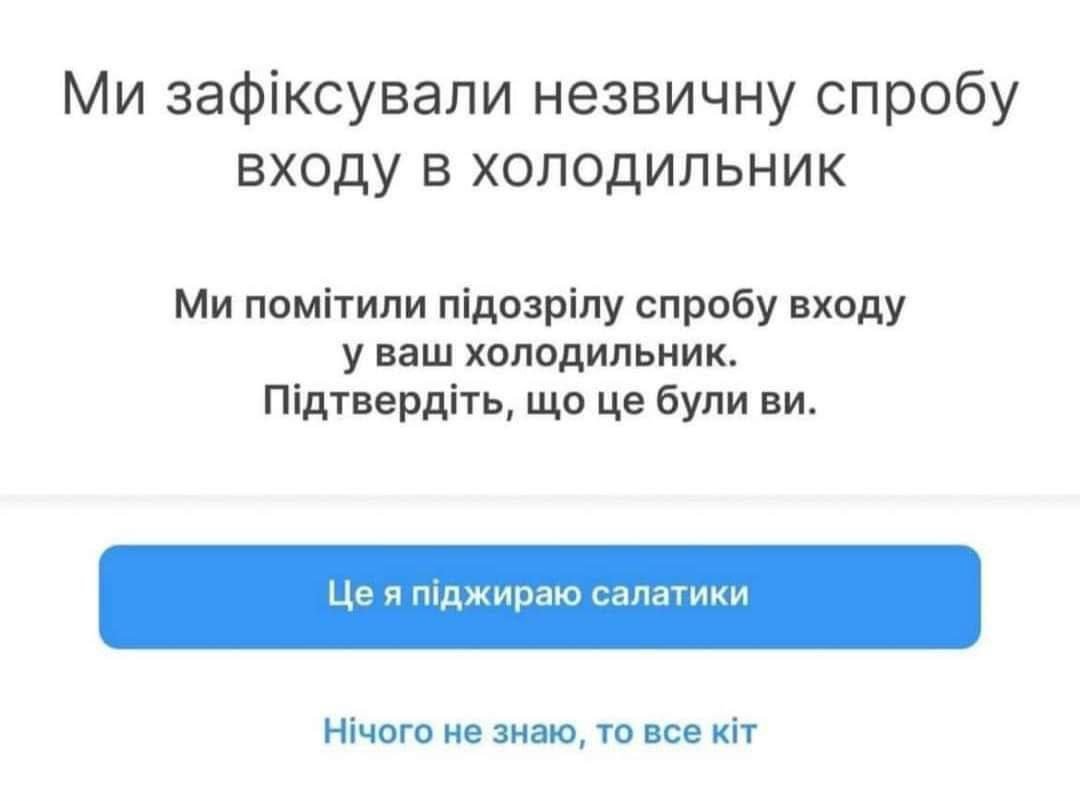 Ми зафіксували незвичну спробу
входу в холодильник
Ми помітили підозрілу спробу входу
у ваш холодильник.
Підтвердіть, що це були ви.
Це я піджираю салатики
Нічого не знаю, то все кіт